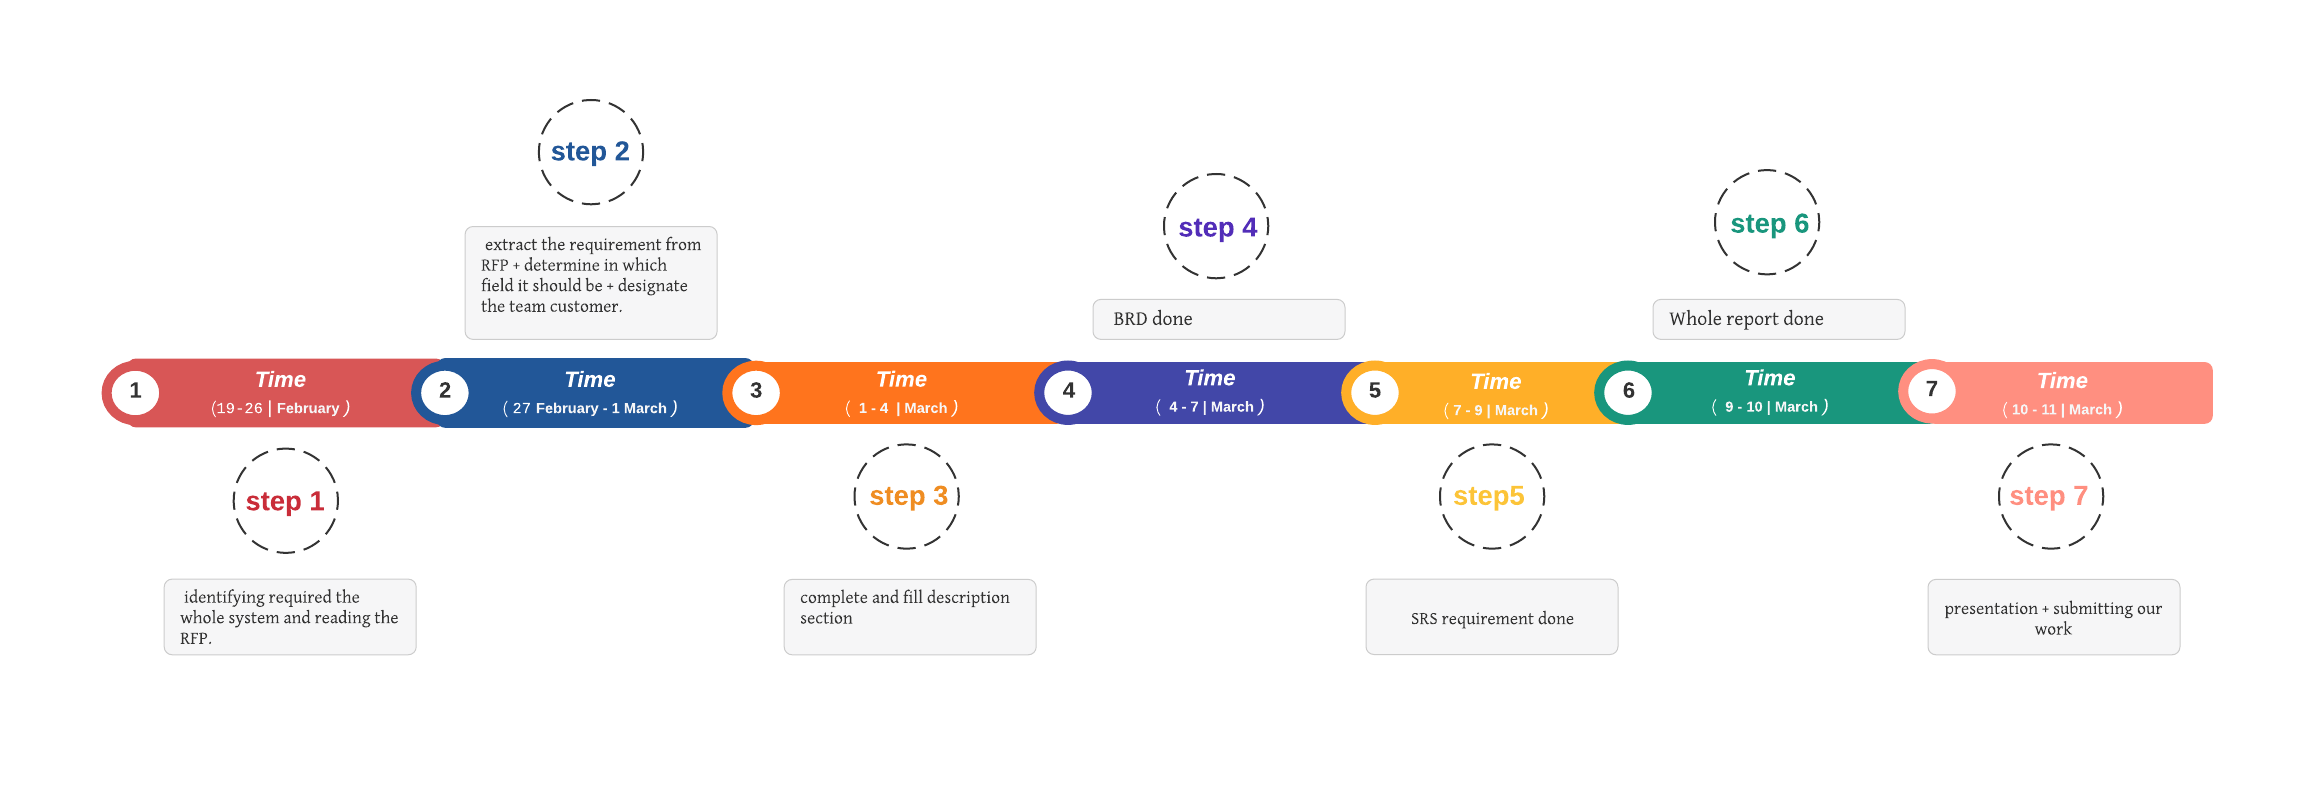 step 2
extract the requirement from
RFP + determine in which
field it should be + designate
the team customer.
step 4
BRD done
step 6
Whole report done
1
Time
(19-26 | February )
2
Time
( 27 February - 1 March )
3
Time
( 1 - 4 | March )
4
Time
( 4 - 7 | March )
5
Time
( 7 - 9 | March )
6
Time
( 9 - 10 | March )
7
Time
( 10 - 11 | March )
step 1
identifying required the
whole system and reading the
RFP.
step 3
complete and fill description
section
step5
SRS requirement done
step 7
presentation + submitting our
work